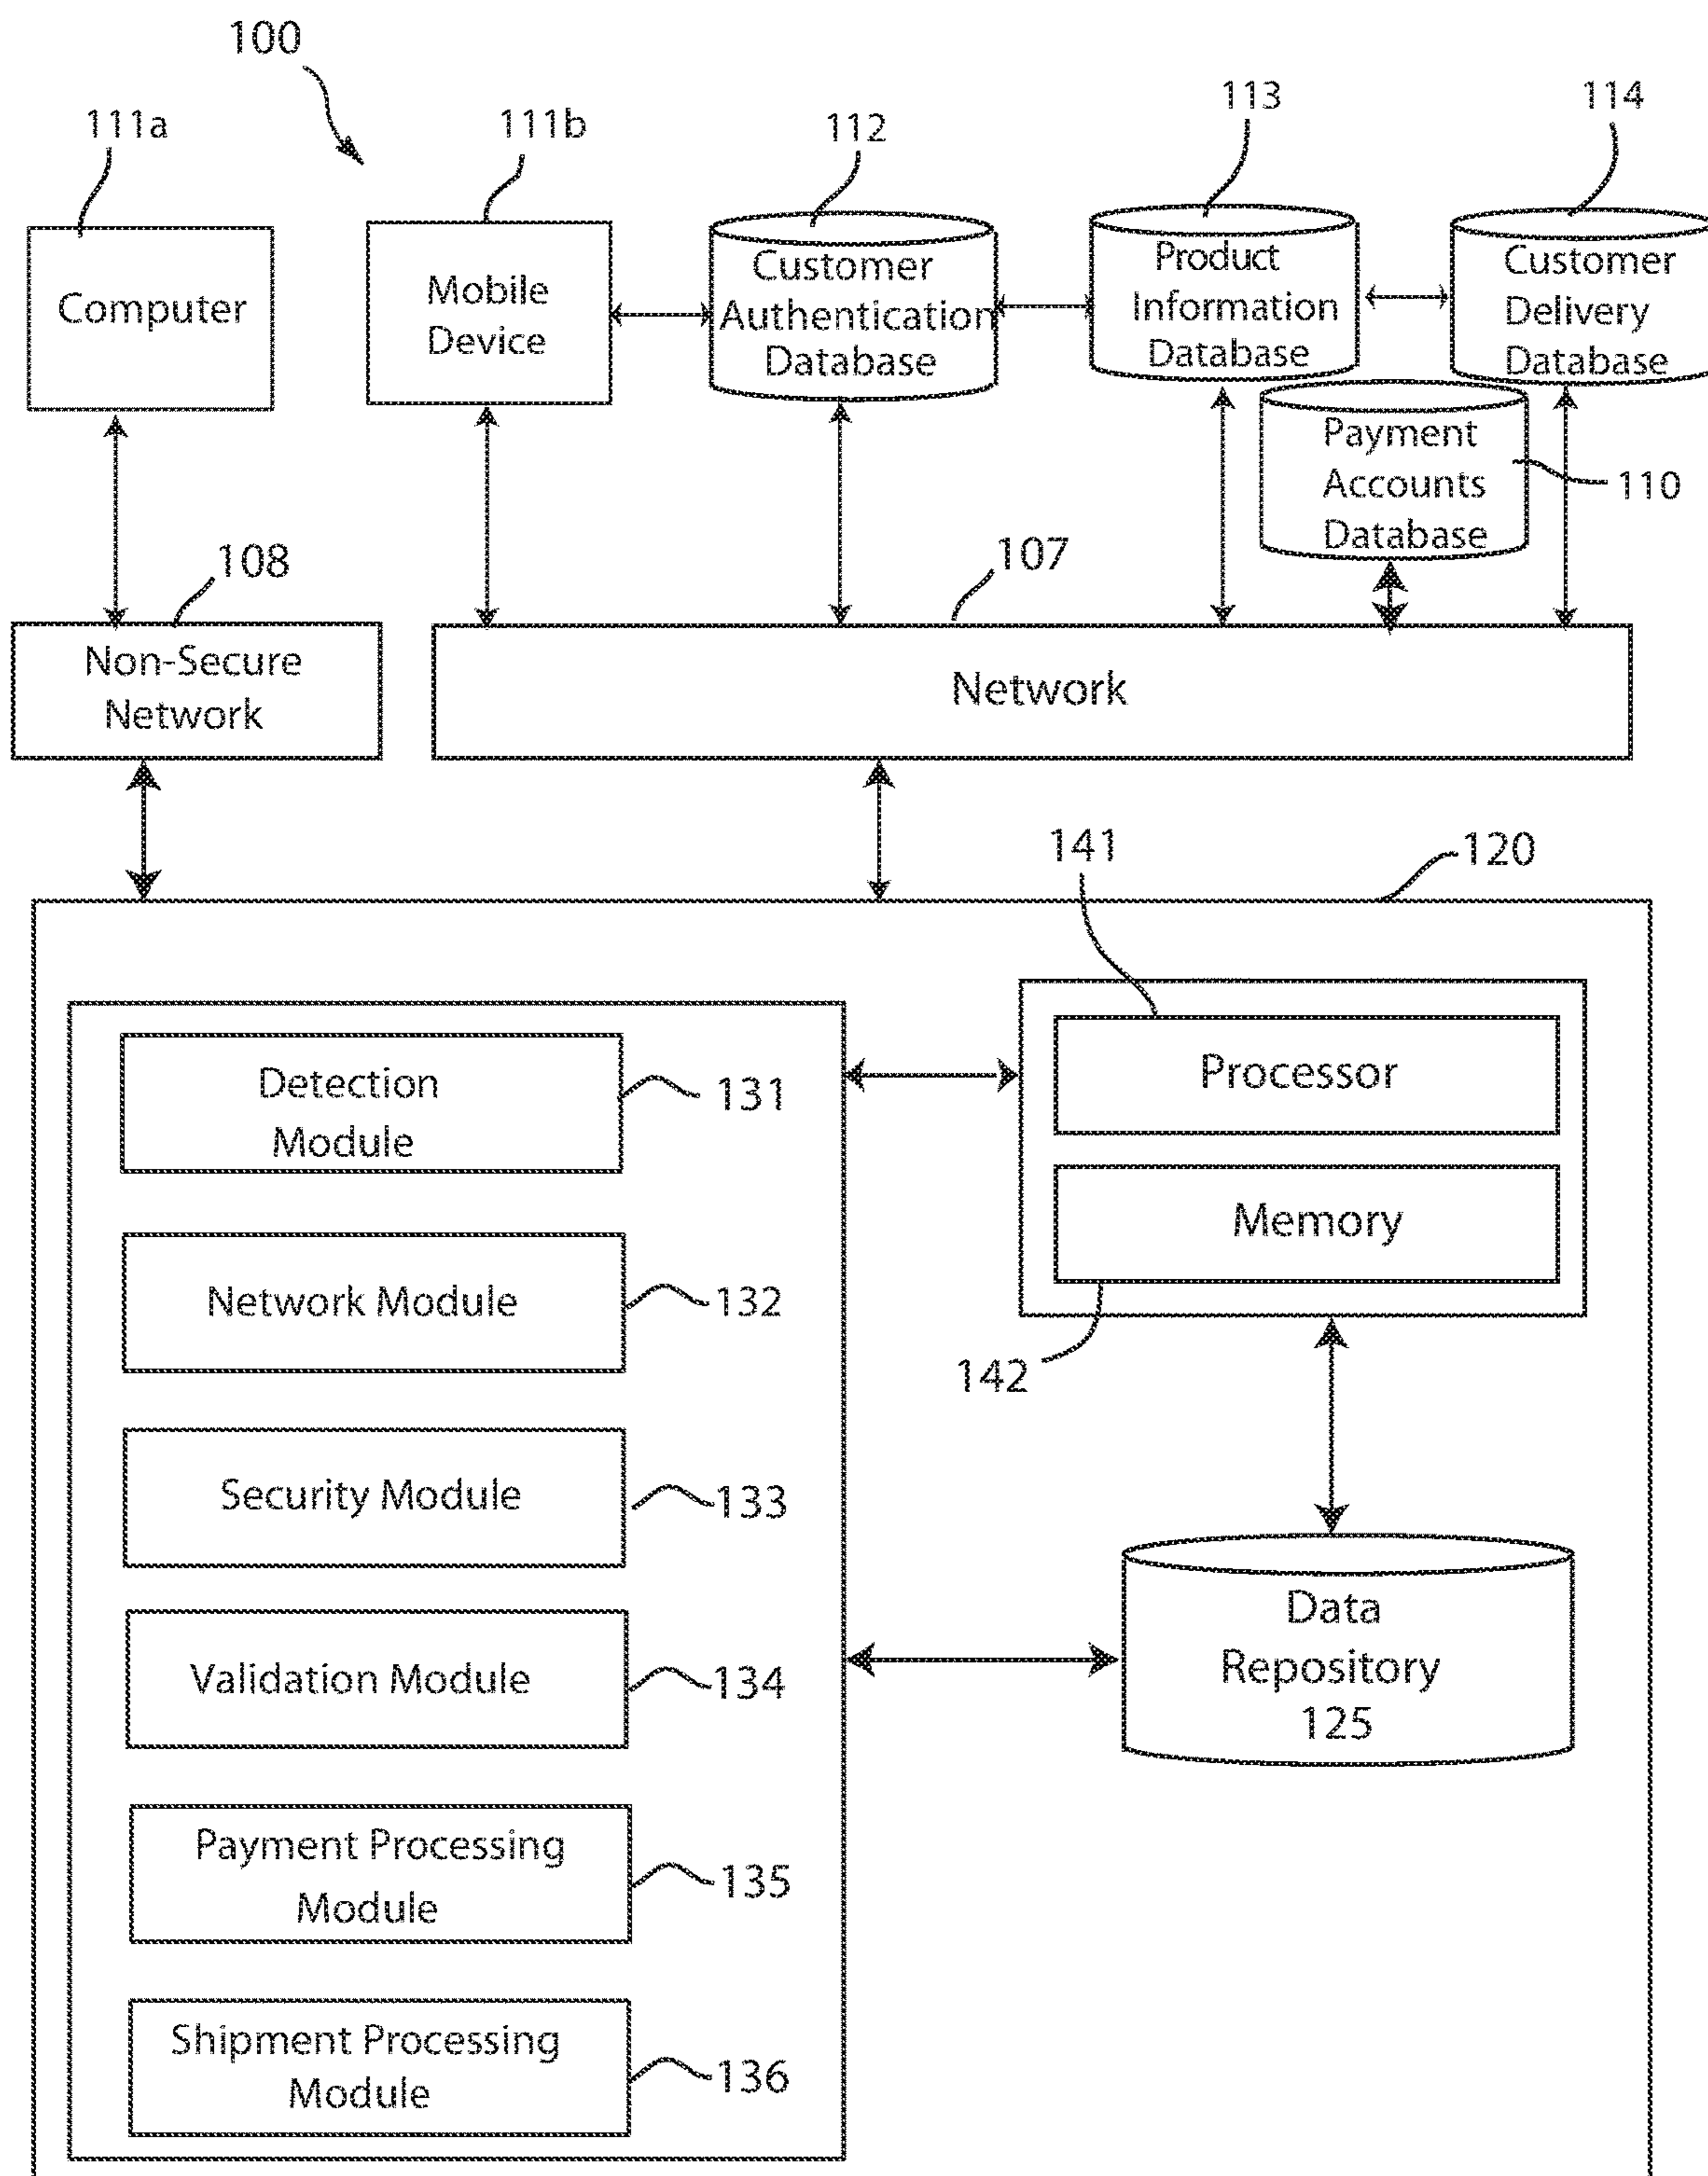 100
111a
111b
112
113
114
Computer
Mobile
Device
Customer
Authentication
Database
Product
Information
Database
Customer
Delivery
Database
Payment
Accounts
Database
110
108
107
Non-Secure
Network
Network
141
120
Detection
Module
131
Processor
Memory
142
Network Module
132
Security Module
133
Validation Module
134
Data
Repository
125
Payment Processing
Module
135
Shipment Processing
Module
136